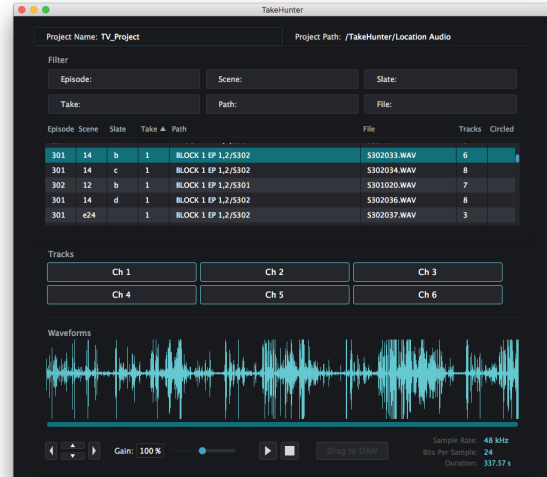 TakeHunter
Project Name: TV_Project Project Path: /TakeHunter/Location Audio
Filter
Episode: Scene: Slate:
Take: Path: File:
Episode Scene Slate Take ▲ Path File Tracks Circled
301 14 b 1 BLOCK 1 EP 1,2/S302 S302033.WAV 6
301 14 c 1 BLOCK 1 EP 1,2/S302 S302034.WAV 8
302 12 b 1 BLOCK 1 EP 1,2/S301 S301020.WAV 7
301 14 d 1 BLOCK 1 EP 1,2/S302 S302036.WAV 8
301 e24 1 BLOCK 1 EP 1,2/S302 S302037.WAV 3
Tracks
Ch 1 Ch 2 Ch 3
Ch 4 Ch 5 Ch 6
Waveforms
Gain: 100 % Drag to DAW
Sample Rate: 48 kHz
Bits Per Sample: 24
Duration: 337.57 s